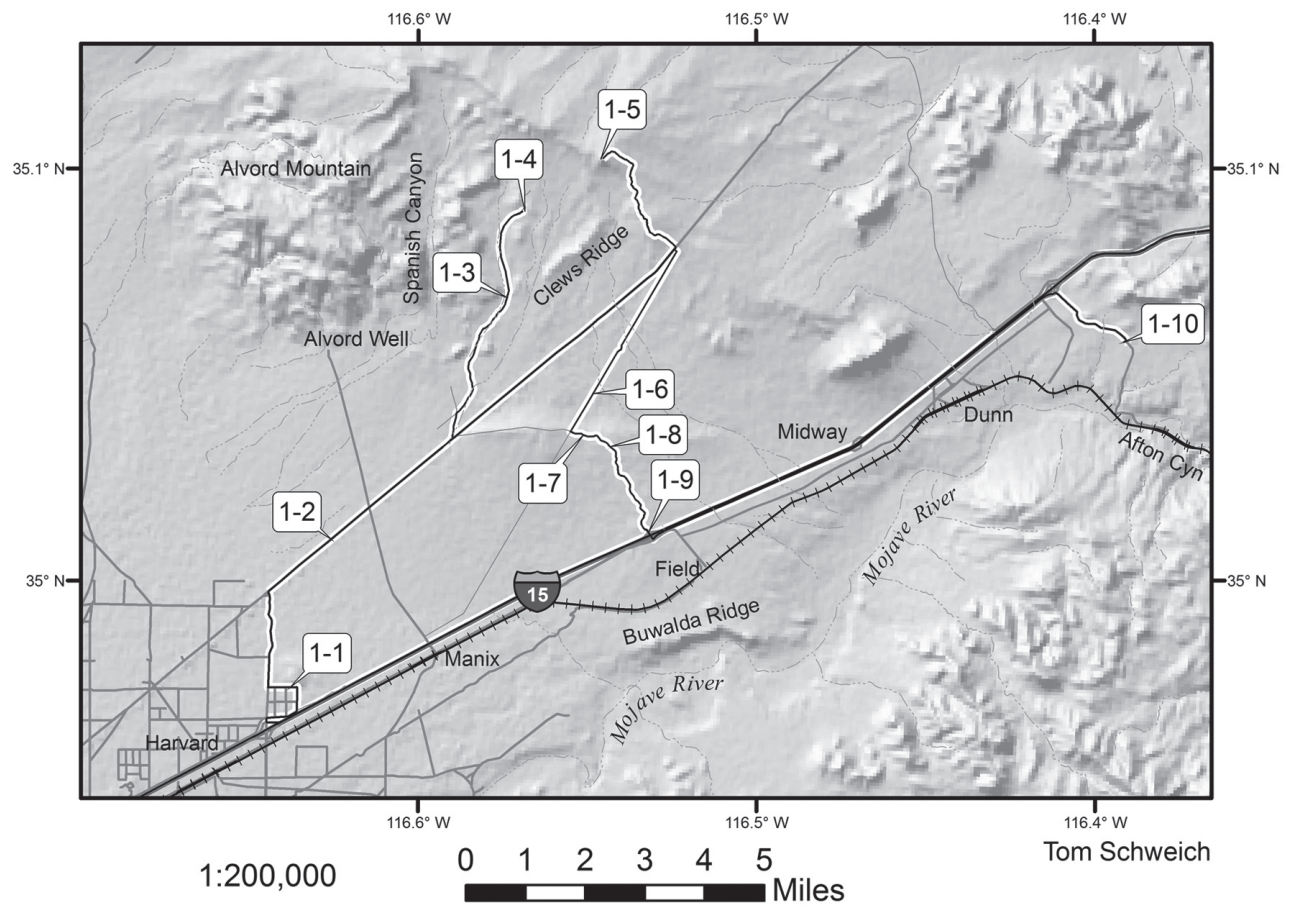 116.6° W 116.5° W 116.4° W
1-5
1-4
35.1° N
Alvord Mountain
35.1° N
Spanish Canyon
Clews Ridge
1-3
1-10
Alvord Well
1-6
Dunn
Midway
1-8
Afton Cyn
1-7
1-9
1-2
Mojave River
35° N
Field
35° N
15
Buwalda Ridge
1-1
Manix
Mojave River
Harvard
116.6° W 116.5° W 116.4° W
Tom Schweich
1:200,000
0 1 2 3 4 5
Miles